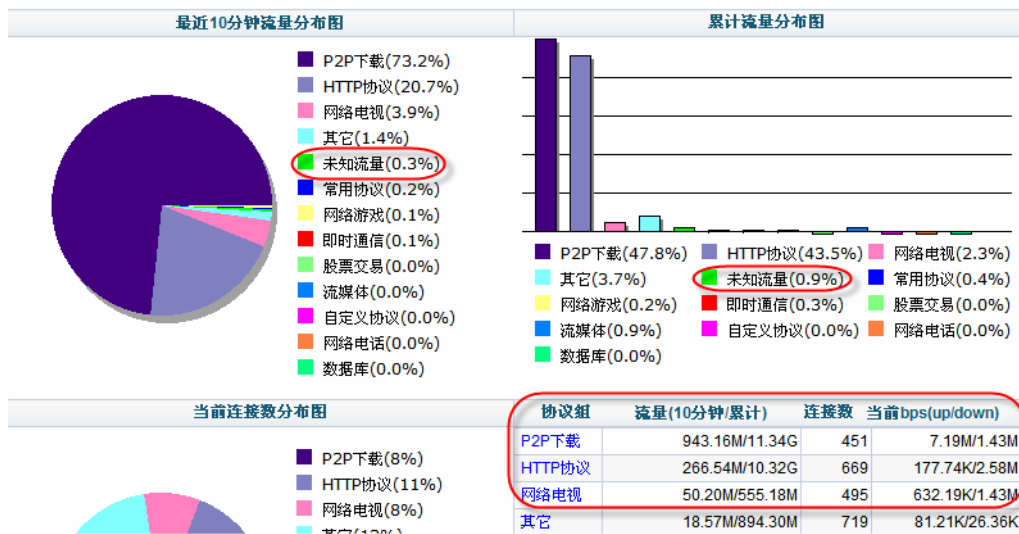 最近10分钟流量分布图
P2P下载(73.2%)
HTTP协议(20.7%)
网络电视(3.9%)
其它(1.4%)
未知流量(0.3%)
常用协议(0.2%)
网络游戏(0.1%)
即时通信(0.1%)
股票交易(0.0%)
流媒体(0.0%)
自定义协议(0.0%)
网络电话(0.0%)
数据库(0.0%)
累计流量分布图
P2P下载(47.8%) HTTP协议(43.5%) 网络电视(2.3%)
其它(3.7%) 未知流量(0.9%) 常用协议(0.4%)
网络游戏(0.2%) 即时通信(0.3%) 股票交易(0.0%)
流媒体(0.9%) 自定义协议(0.0%) 网络电话(0.0%)
数据库(0.0%)
当前连接数分布图
P2P下载(8%)
HTTP协议(11%)
网络电视(8%)
协议组 流量(10分钟/累计) 连接数 当前bps(up/down)
P2P下载 943.16M/11.34G 451 7.19M/1.43M
HTTP协议 266.54M/10.32G 669 177.74K/2.58M
网络电视 50.20M/555.18M 495 632.19K/1.43M
其它 18.57M/894.30M 719 81.21K/26.36K